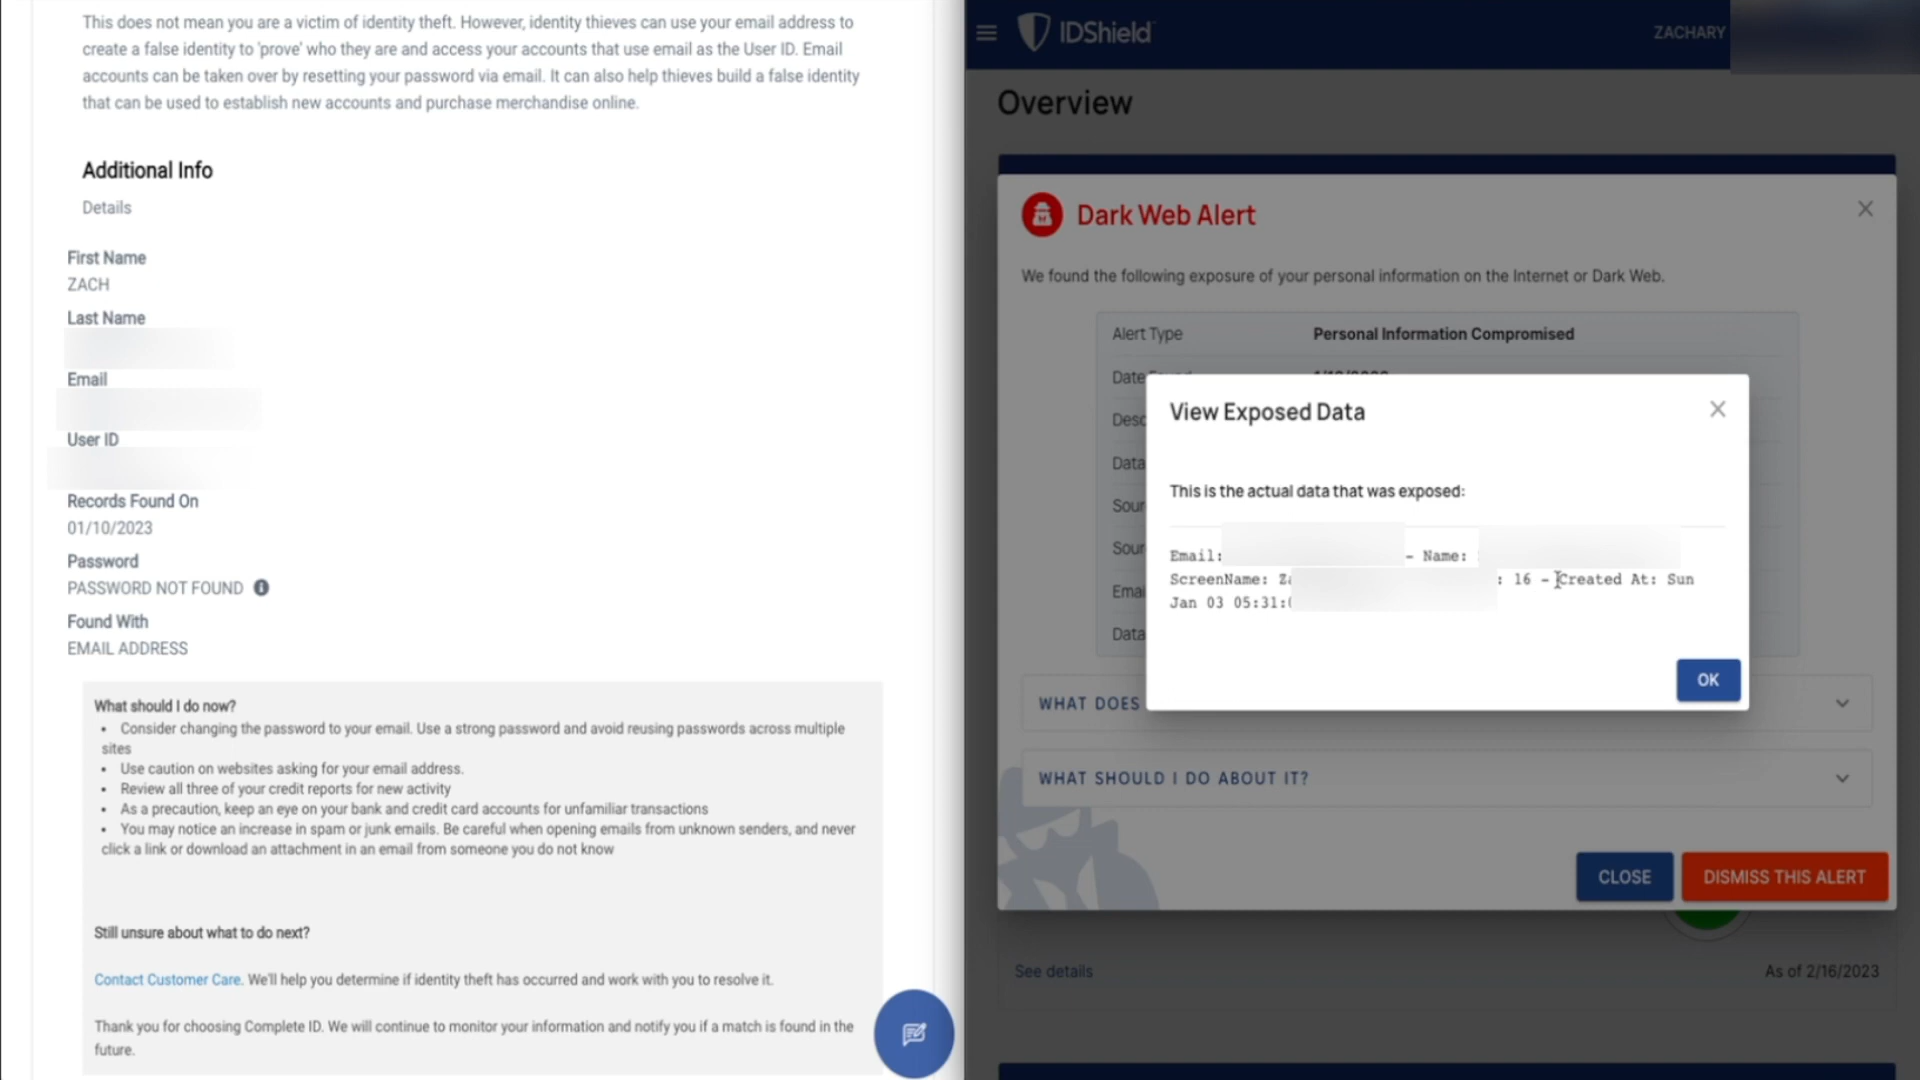 This does not mean you are a victim of identity theft. However, identity thieves can use your email address to
create a false identity to 'prove' who they are and access your accounts that use email as the User ID. Email
accounts can be taken over by resetting your password via email. It can also help thieves build a false identity
that can be used to establish new accounts and purchase merchandise online.
Additional Info
Details
First Name
ZACH
Last Name
Email
User ID
Records Found On
01/10/2023
Password
PASSWORD NOT FOUND
Found With
EMAIL ADDRESS
What should I do now?
• Consider changing the password to your email. Use a strong password and avoid reusing passwords across multiple
sites
• Use caution on websites asking for your email address.
• Review all three of your credit reports for new activity
• As a precaution, keep an eye on your bank and credit card accounts for unfamiliar transactions
• You may notice an increase in spam or junk emails. Be careful when opening emails from unknown senders, and never
click a link or download an attachment in an email from someone you do not know
Still unsure about what to do next?
Contact Customer Care. We'll help you determine if identity theft has occurred and work with you to resolve it.
Thank you for choosing Complete ID. We will continue to monitor your information and notify you if a match is found in the
future.
IDShield
ZACHARY
Overview
Dark Web Alert
We found the following exposure of your personal information on the Internet or Dark Web.
Alert Type Personal Information Compromised
Date
View Exposed Data
Data
This is the actual data that was exposed:
Email: - Name:
ScreenName: : 16 - Created At: Sun
Jan 03 05:31:
Data
OK
WHAT DOES
WHAT SHOULD I DO ABOUT IT?
CLOSE
DISMISS THIS ALERT
See details
As of 2/16/2023